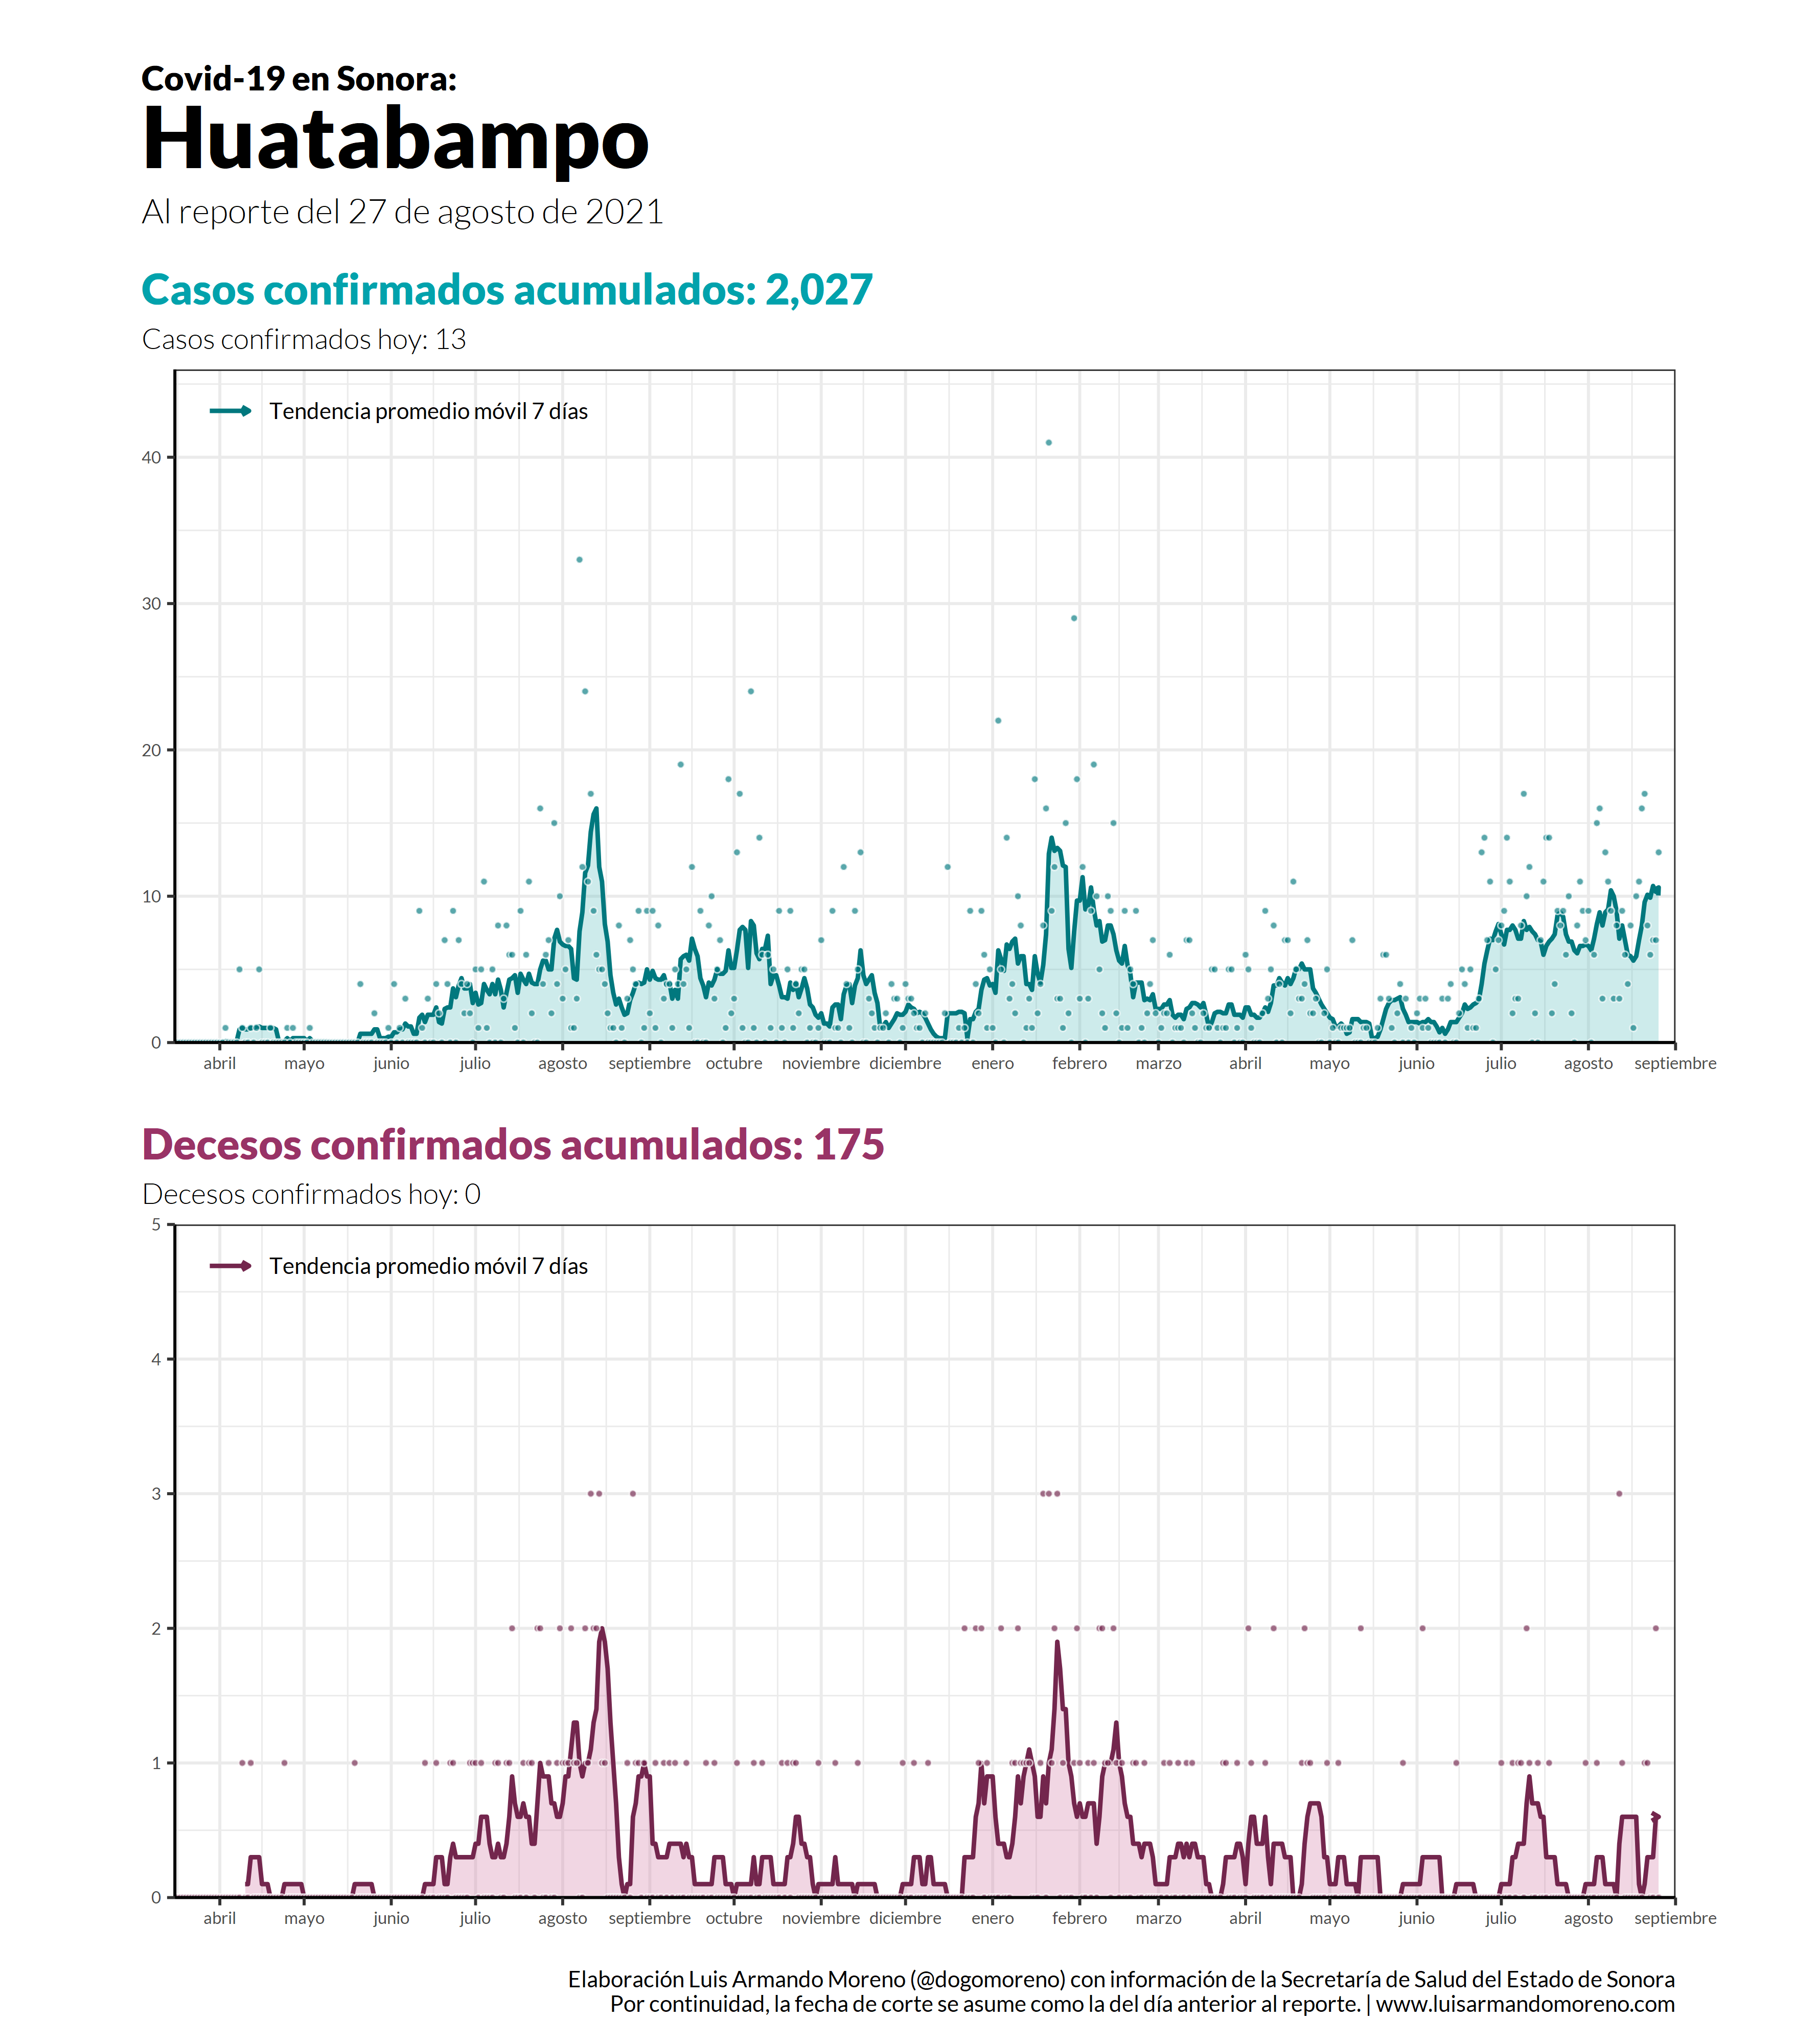 Covid-19 en Sonora:
Huatabampo
Al reporte del 27 de agosto de 2021
Casos confirmados acumulados: 2,027
Casos confirmados hoy: 13
Tendencia promedio móvil 7 días
40
30
20
10
0
abril mayo junio julio agosto septiembre octubre noviembre diciembre enero febrero marzo abril mayo junio julio agosto septiembre
Decesos confirmados acumulados: 175
Decesos confirmados hoy: 0
5
Tendencia promedio móvil 7 días
4
3
2
1
0
abril mayo junio julio agosto septiembre octubre noviembre diciembre enero febrero marzo abril mayo junio julio agosto septiembre
Elaboración Luis Armando Moreno (@dogomoreno) con información de la Secretaría de Salud del Estado de Sonora
Por continuidad, la fecha de corte se asume como la del día anterior al reporte. | www.luisarmandomoreno.com